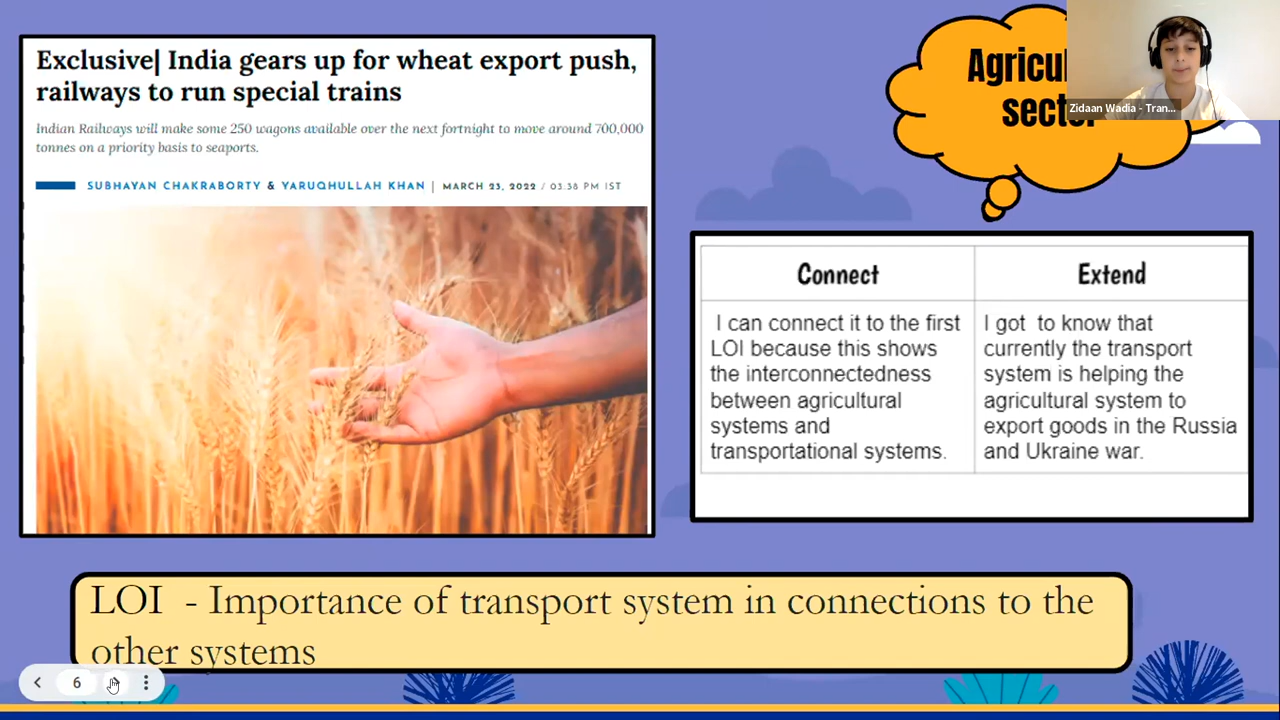 Exclusive| India gears up for wheat export push,
railways to run special trains
Indian Railways will make some 250 wagons available over the next fortnight to move around 700,000
tonnes on a priority basis to seaports.
SUBHAYAN CHAKRABORTY & YARUQHULLAH KHAN | MARCH 23, 2022 / 03:38 PM IST
Agricul
sector
Zidaan Wadia - Tran...
Connect
I can connect it to the first
LOI because this shows
the interconnectedness
between agricultural
systems and
transportational systems.
Extend
I got to know that
currently the transport
system is helping the
agricultural system to
export goods in the Russia
and Ukraine war.
LOI - Importance of transport system in connections to the
other systems
6